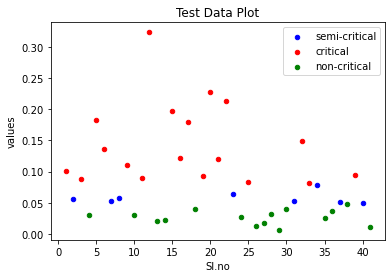 Test Data Plot
semi-critical
critical
non-critical
values
0.30
0.25
0.20
0.15
0.10
0.05
0.00
0 5 10 15 20 25 30 35 40
Sl.no